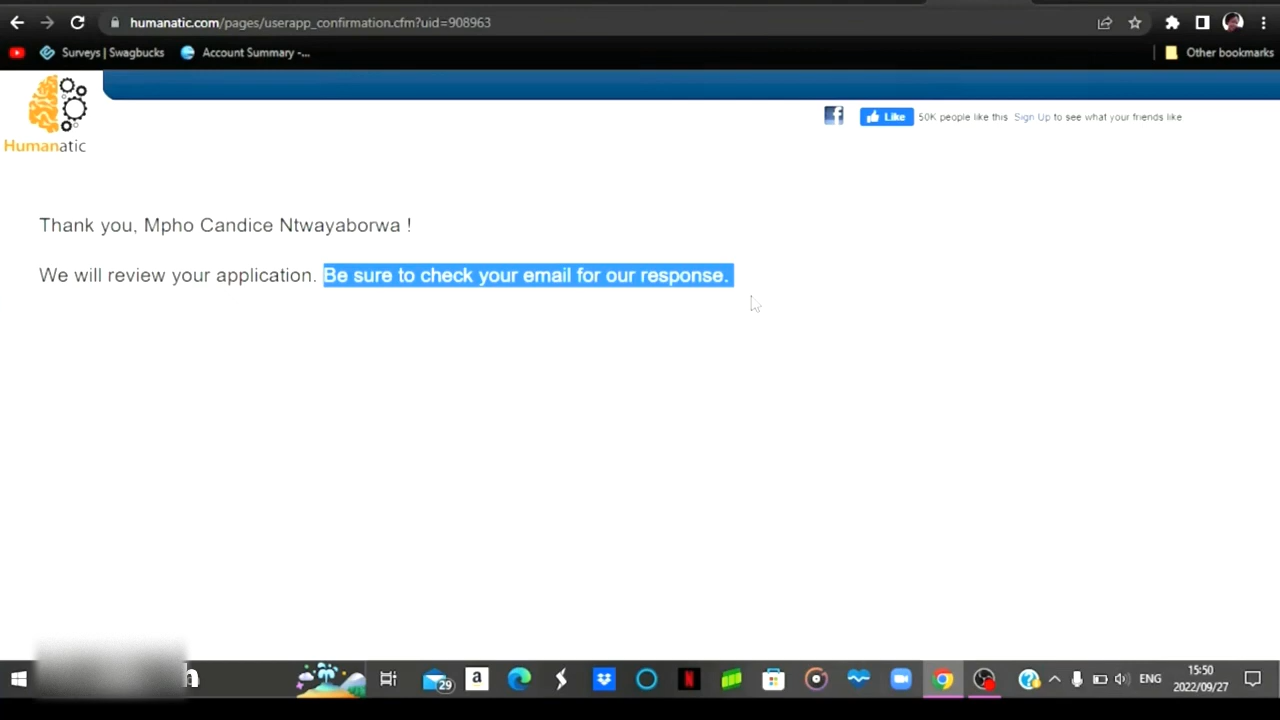 humanatic.com/pages/userapp_confirmation.cfm?uid=908963
Surveys | Swagbucks
Account Summary -...
Other bookmarks
Humanatic
Like
50K people like this Sign Up to see what your friends like
Thank you, Mpho Candice Ntwayaborwa !
We will review your application. Be sure to check your email for our response.
29
a
N
ENG
15:50
2022/09/27